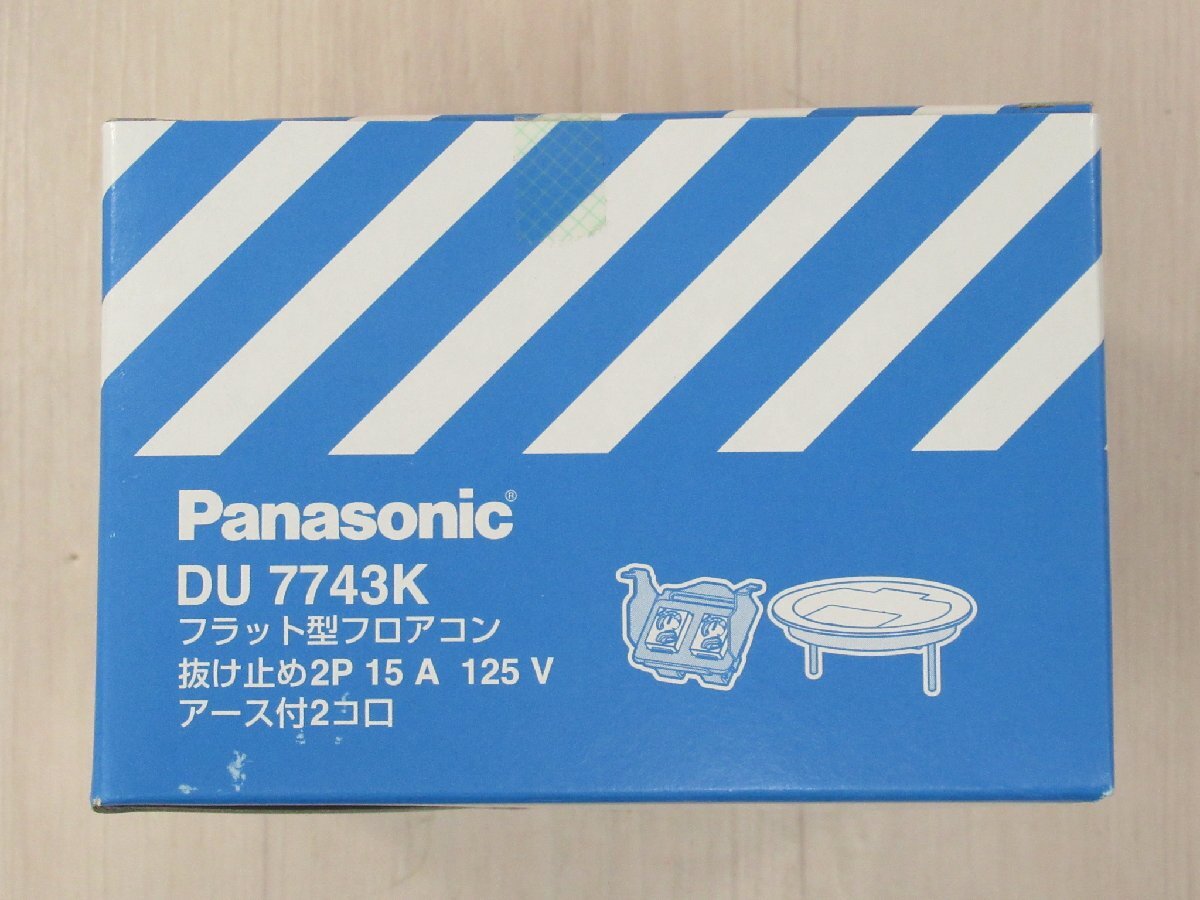 Panasonic®
DU 7743K
フラット型フロアコン
抜け止め2P 15 A 125 V
アース付2コ口